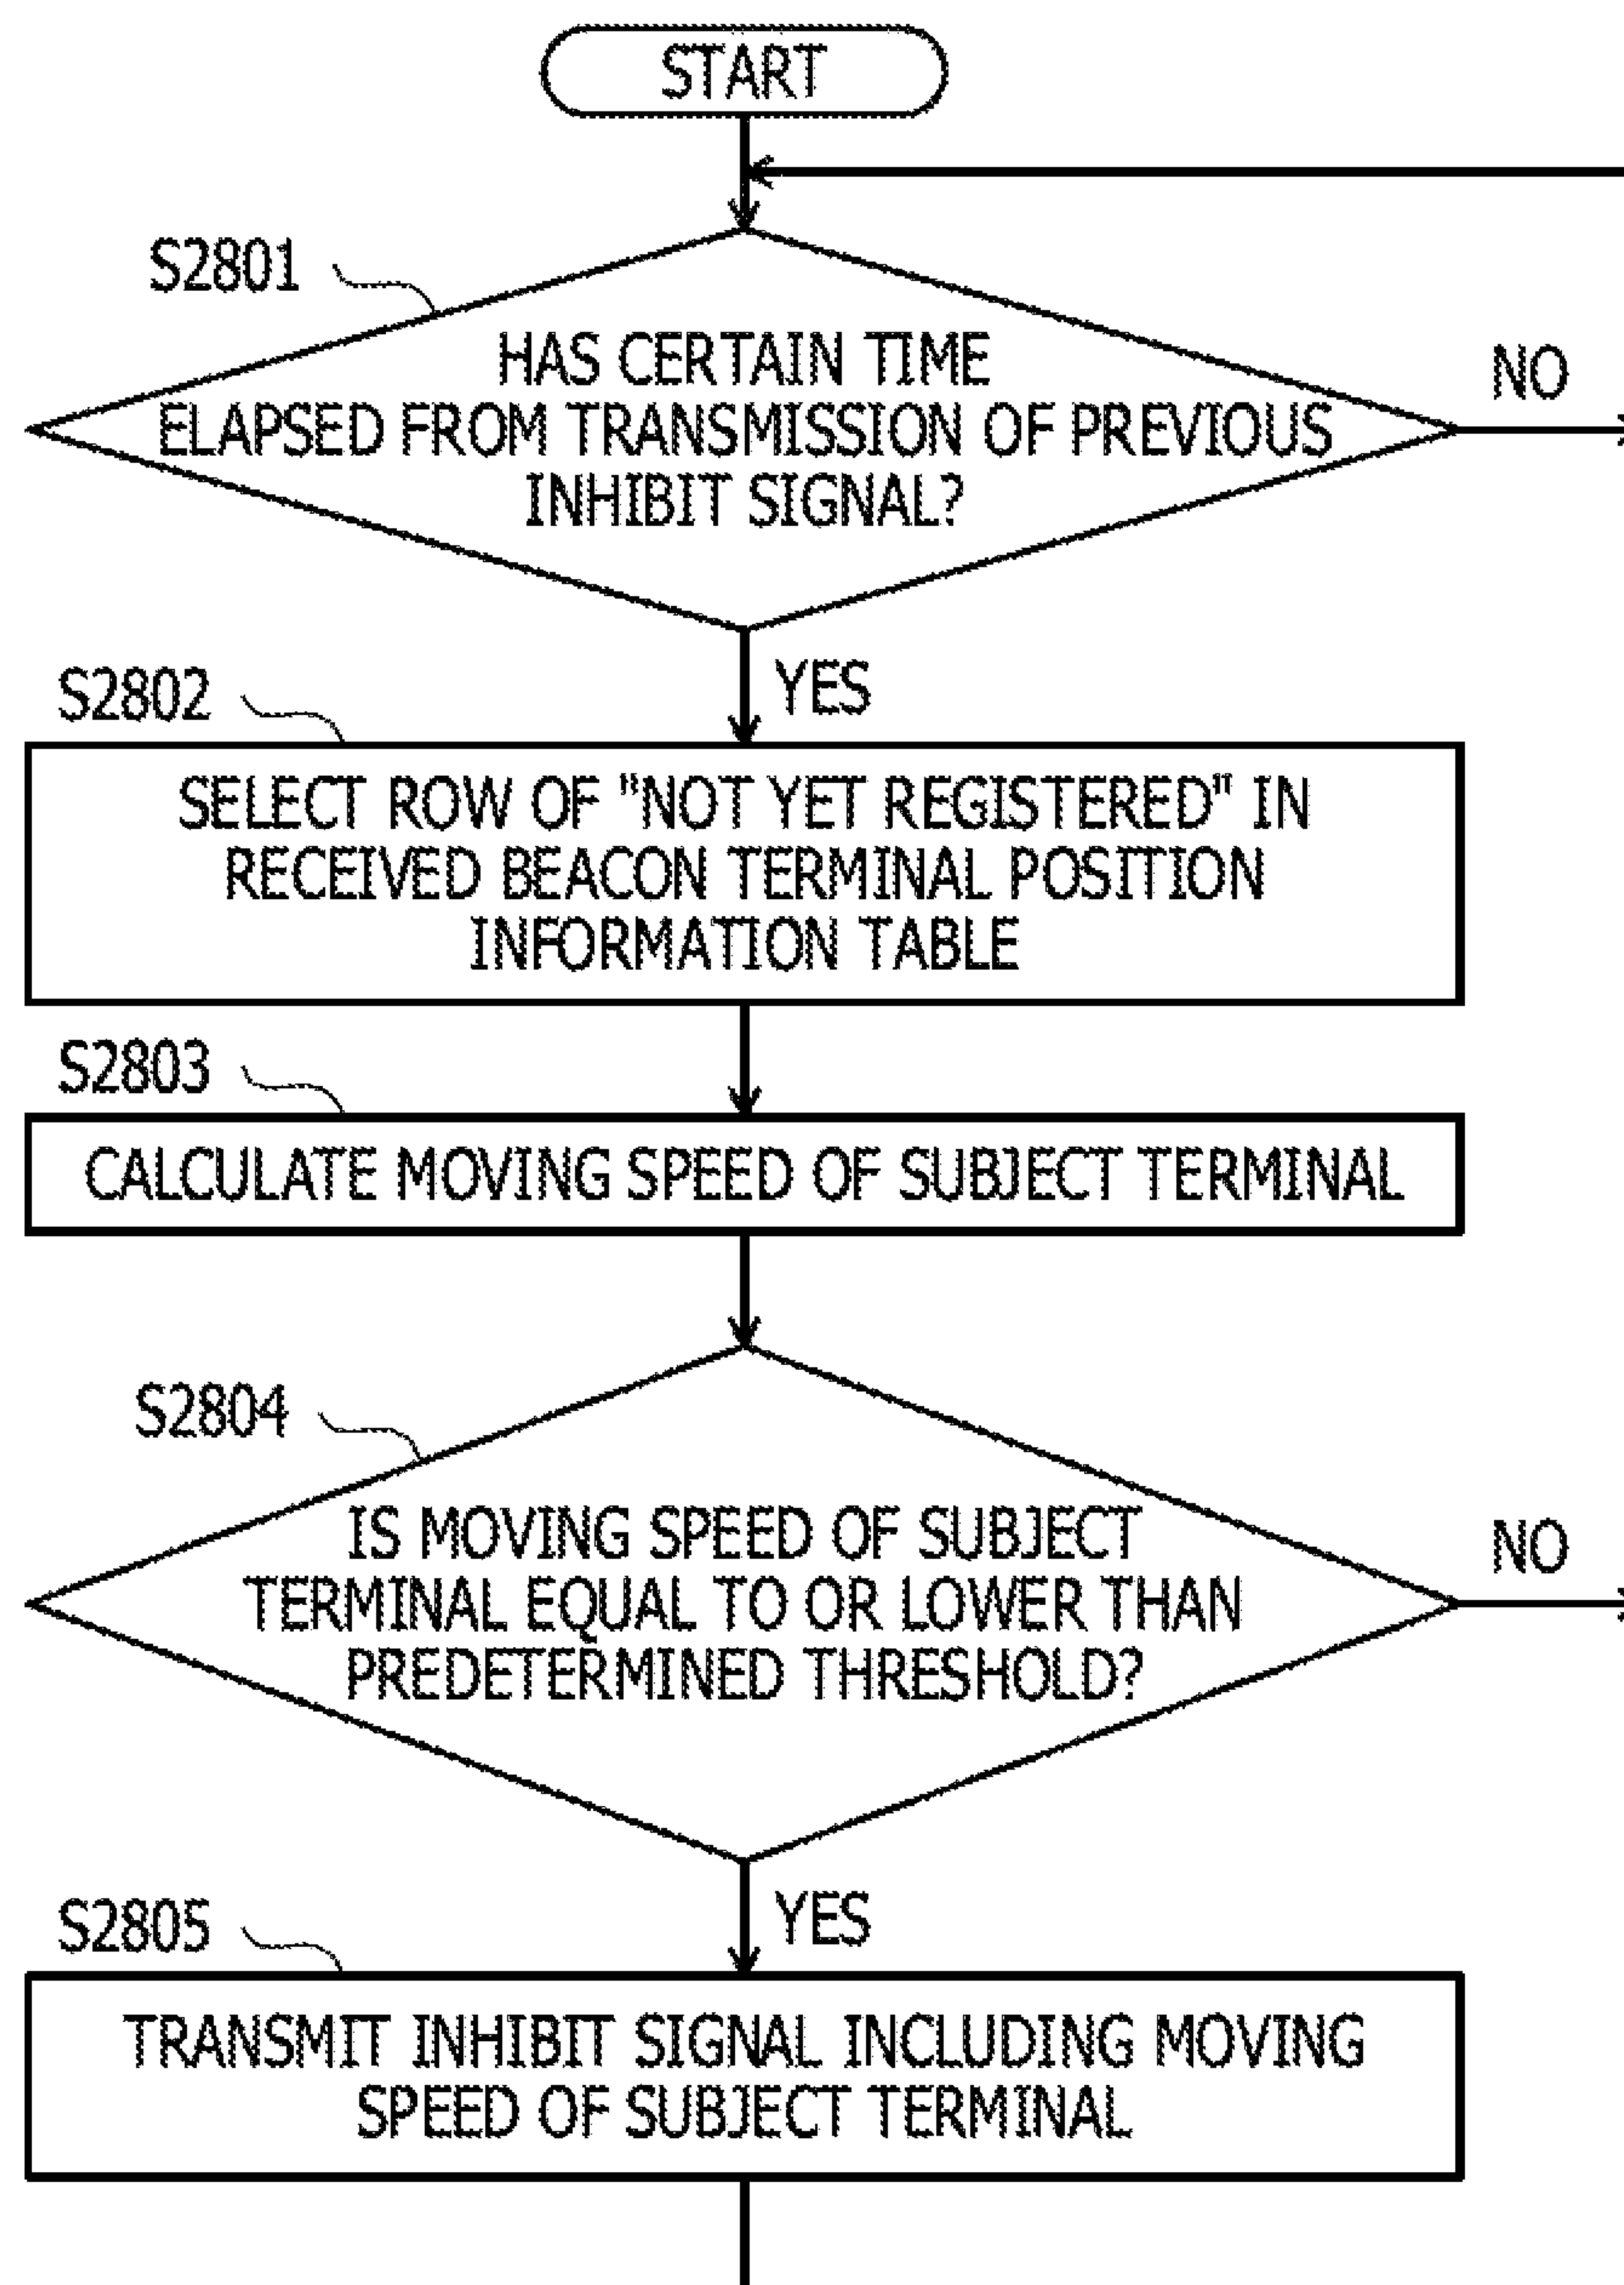 START
S2801
HAS CERTAIN TIME
ELAPSED FROM TRANSMISSION OF PREVIOUS
INHIBIT SIGNAL?
NO
YES
S2802
SELECT ROW OF "NOT YET REGISTERED" IN
RECEIVED BEACON TERMINAL POSITION
INFORMATION TABLE
S2803
CALCULATE MOVING SPEED OF SUBJECT TERMINAL
S2804
IS MOVING SPEED OF SUBJECT
TERMINAL EQUAL TO OR LOWER THAN
PREDETERMINED THRESHOLD?
NO
YES
S2805
TRANSMIT INHIBIT SIGNAL INCLUDING MOVING
SPEED OF SUBJECT TERMINAL